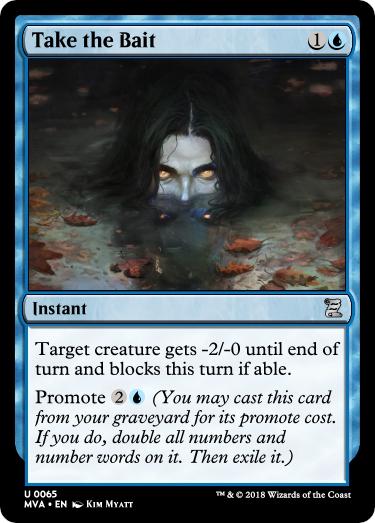 Take the Bait 1
Instant
Target creature gets -2/-0 until end of
turn and blocks this turn if able.
Promote 2 (You may cast this card
from your graveyard for its promote cost.
If you do, double all numbers and
number words on it. Then exile it.)
U 0065
MVA • EN Kim Myatt
™ & © 2018 Wizards of the Coast